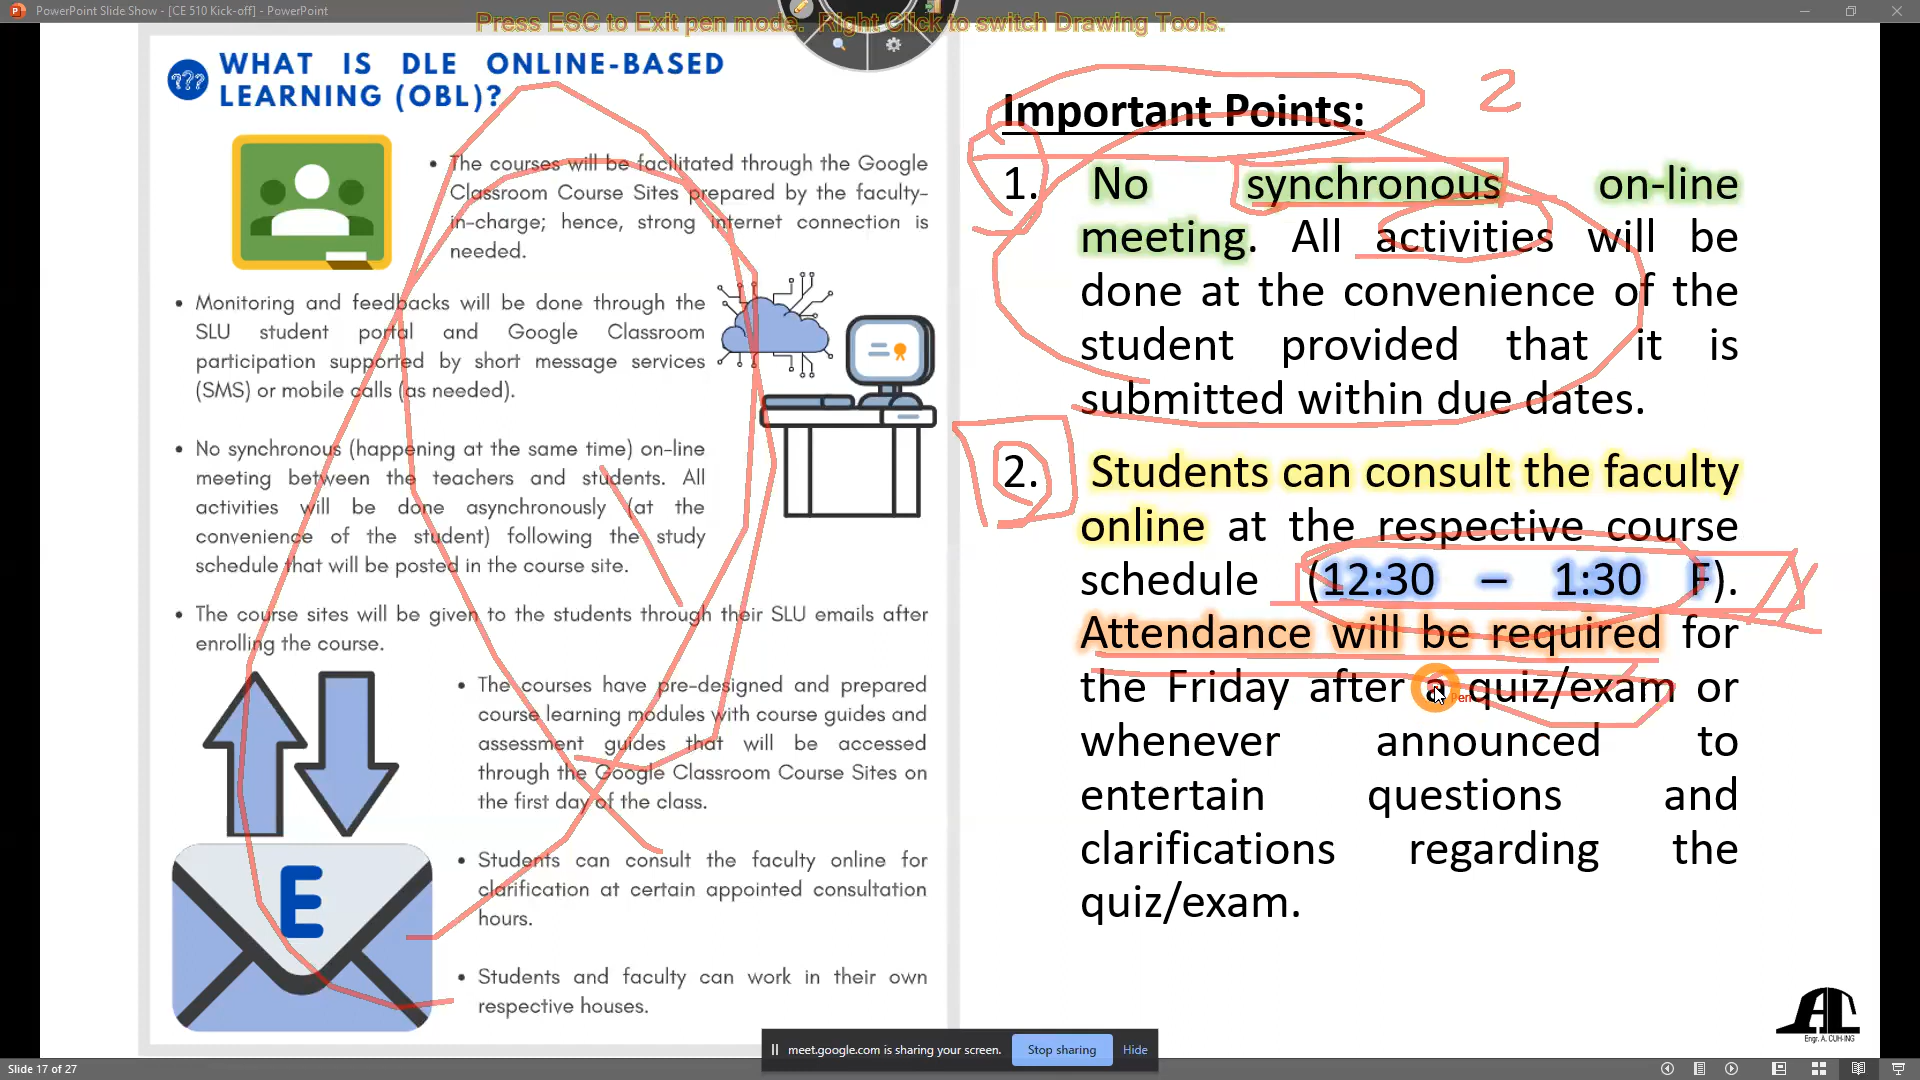 PowerPoint Slide Show - [CE 510 Kick-off] - PowerPoint
Press ESC to Exit pen mode. Right Click to switch Drawing Tools.
???
WHAT IS DLE ONLINE-BASED
LEARNING (OBL)?
• The courses will be facilitated through the Google
Classroom Course Sites prepared by the faculty-
in-charge; hence, strong internet connection is
needed.
• Monitoring and feedbacks will be done through the
SLU student portal and Google Classroom
participation supported by short message services
(SMS) or mobile calls (as needed).
• No synchronous (happening at the same time) on-line
meeting between the teachers and students. All
activities will be done asynchronously (at the
convenience of the student) following the study
schedule that will be posted in the course site.
• The course sites will be given to the students through their SLU emails after
enrolling the course.
• The courses have pre-designed and prepared
course learning modules with course guides and
assessment guides that will be accessed
through the Google Classroom Course Sites on
the first day of the class.
E
• Students can consult the faculty online for
clarification at certain appointed consultation
hours.
• Students and faculty can work in their own
respective houses.
Important Points:
2
1. No synchronous on-line
meeting. All activities will be
done at the convenience of the
student provided that it is
submitted within due dates.
2. Students can consult the faculty
online at the respective course
schedule (12:30 – 1:30 F).
Attendance will be required for
the Friday after a quiz/exam or
Pen
whenever announced to
entertain questions and
clarifications regarding the
quiz/exam.
Engr. A. CUH-ING
meet.google.com is sharing your screen.
Stop sharing
Hide
Slide 17 of 27